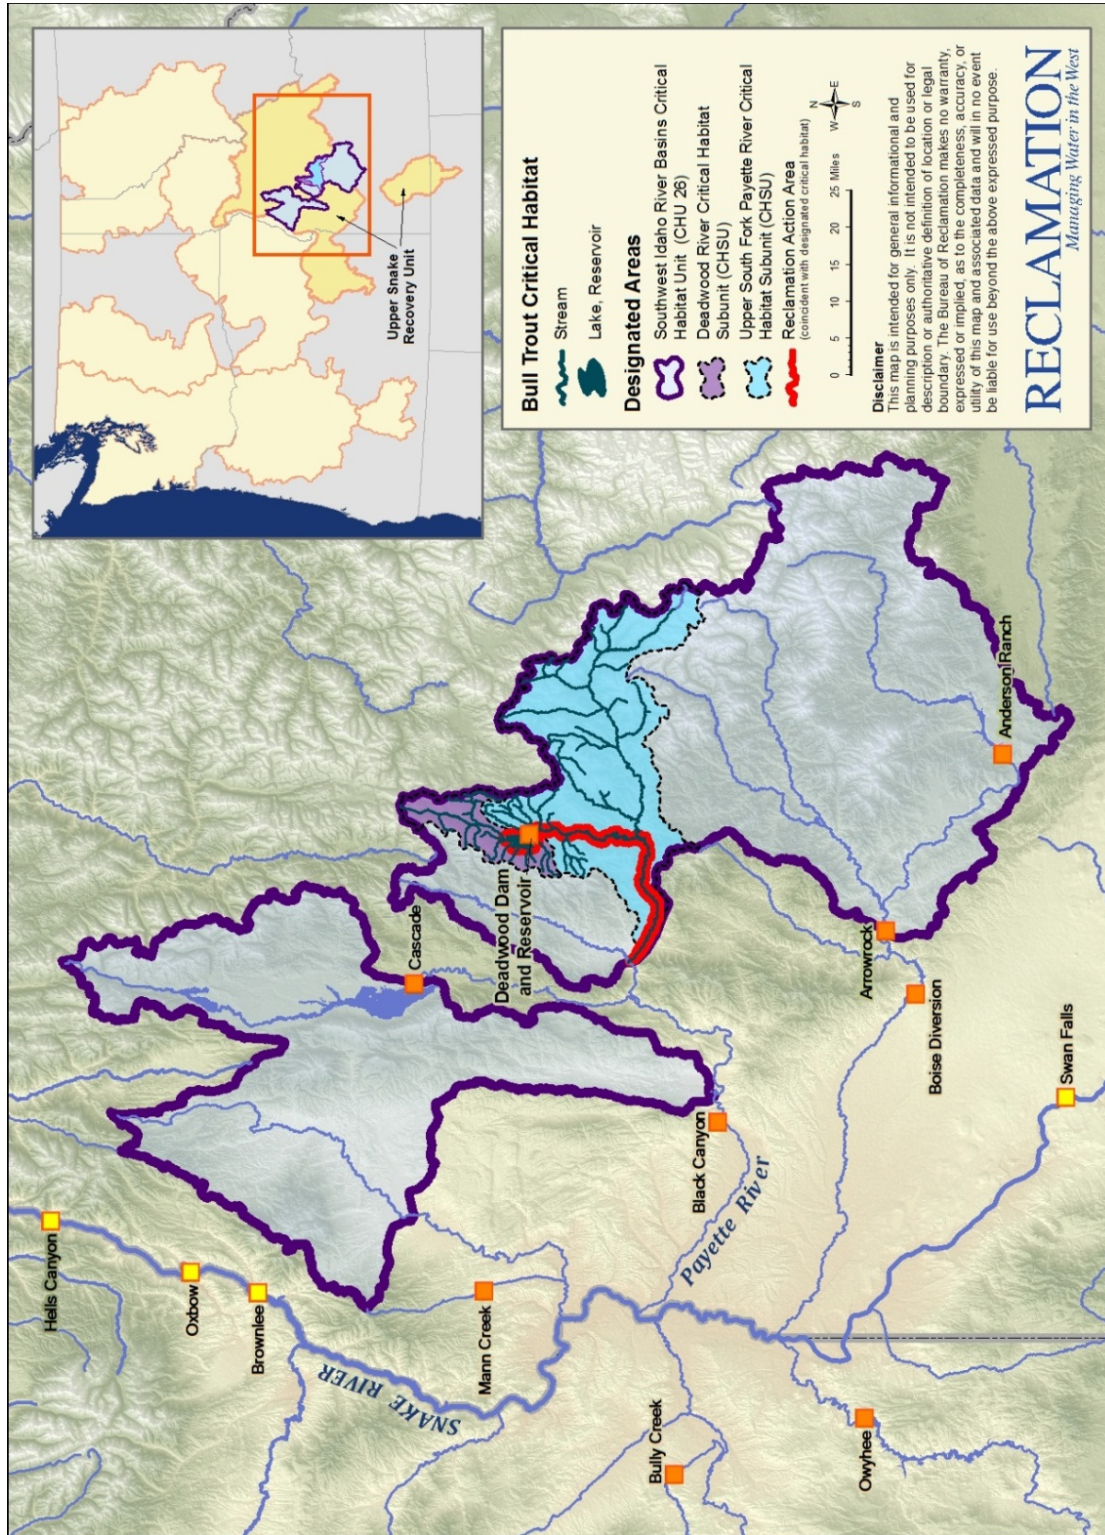 Upper Snake
Recovery Unit
Bull Trout Critical Habitat
Stream
Lake, Reservoir
Designated Areas
Southwest Idaho River Basins Critical
Habitat Unit (CHU 26)
Deadwood River Critical Habitat
Subunit (CHSU)
Upper South Fork Payette River Critical
Habitat Subunit (CHSU)
Reclamation Action Area
(coincident with designated critical habitat)
0 5 10 15 20 25 Miles
N
W E
S
Disclaimer
This map is intended for general informational and
planning purposes only. It is not intended to be used for
description or authoritative definition of location or legal
boundary. The Bureau of Reclamation makes no warranty,
expressed or implied, as to the completeness, accuracy, or
utility of this map and associated data and will in no event
be liable for use beyond the above expressed purpose.
RECLAMATION
Managing Water in the West
Hells Canyon
Oxbow
Brownlee
SNAKE RIVER
Mann Creek
Cascade
Deadwood Dam
and Reservoir
Bully Creek
Black Canyon
Payette River
Owyhee
Arrowrock
Boise Diversion
Anderson Ranch
Swan Falls